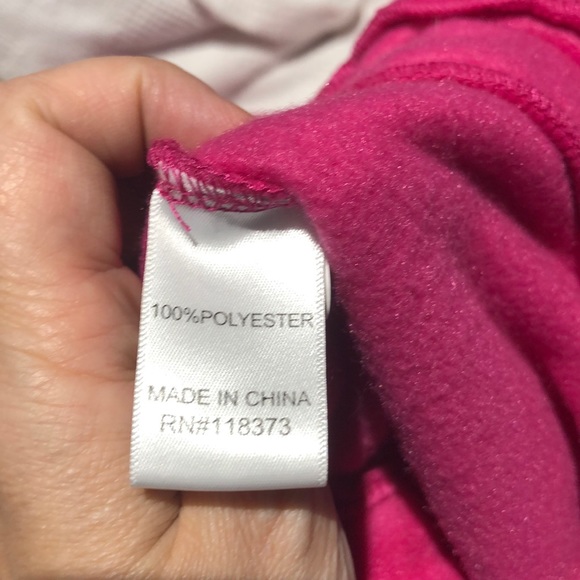 100%POLYESTER
MADE IN CHINA
RN#118373